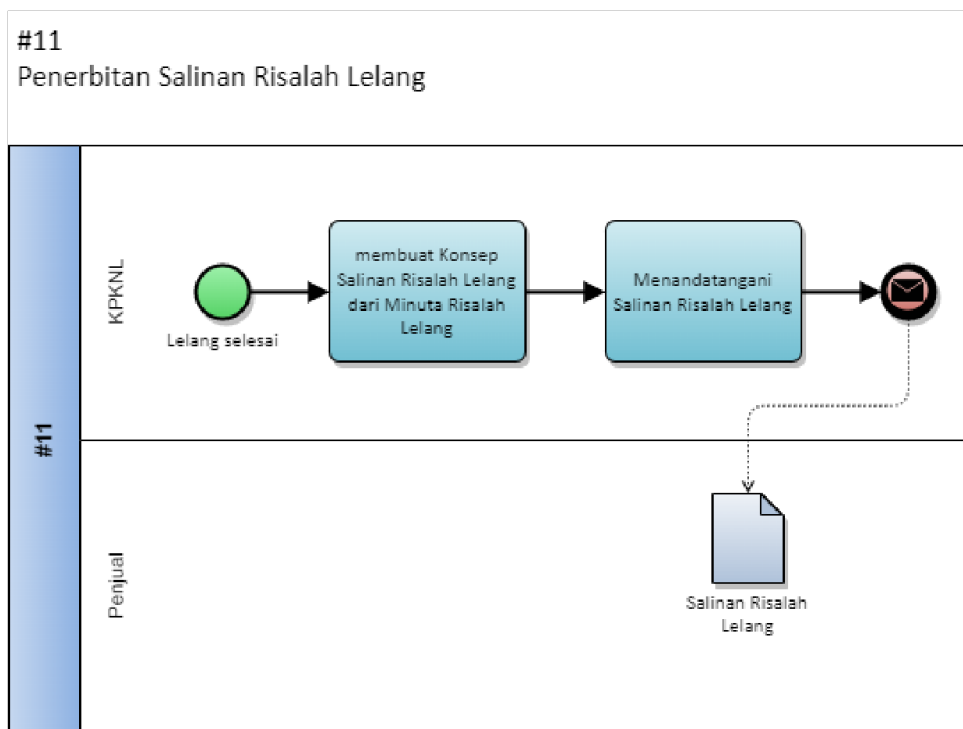 #11
Penerbitan Salinan Risalah Lelang
#11
KPKNL
Lelang selesai
membuat Konsep
Salinan Risalah Lelang
dari Minuta Risalah
Lelang
Menandatangani
Salinan Risalah Lelang
Penjual
Salinan Risalah
Lelang